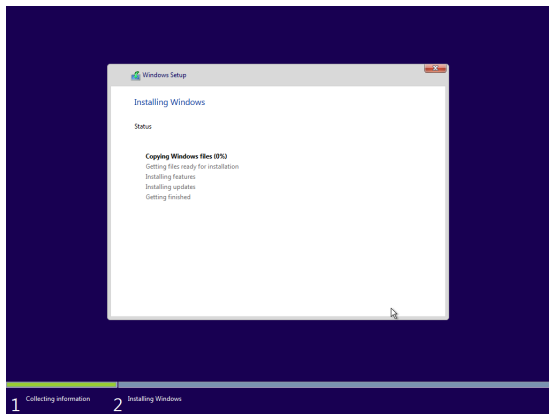 Windows Setup
Installing Windows
Status
Copying Windows files (0%)
Getting files ready for installation
Installing features
Installing updates
Getting finished
1 Collecting information
2 Installing Windows